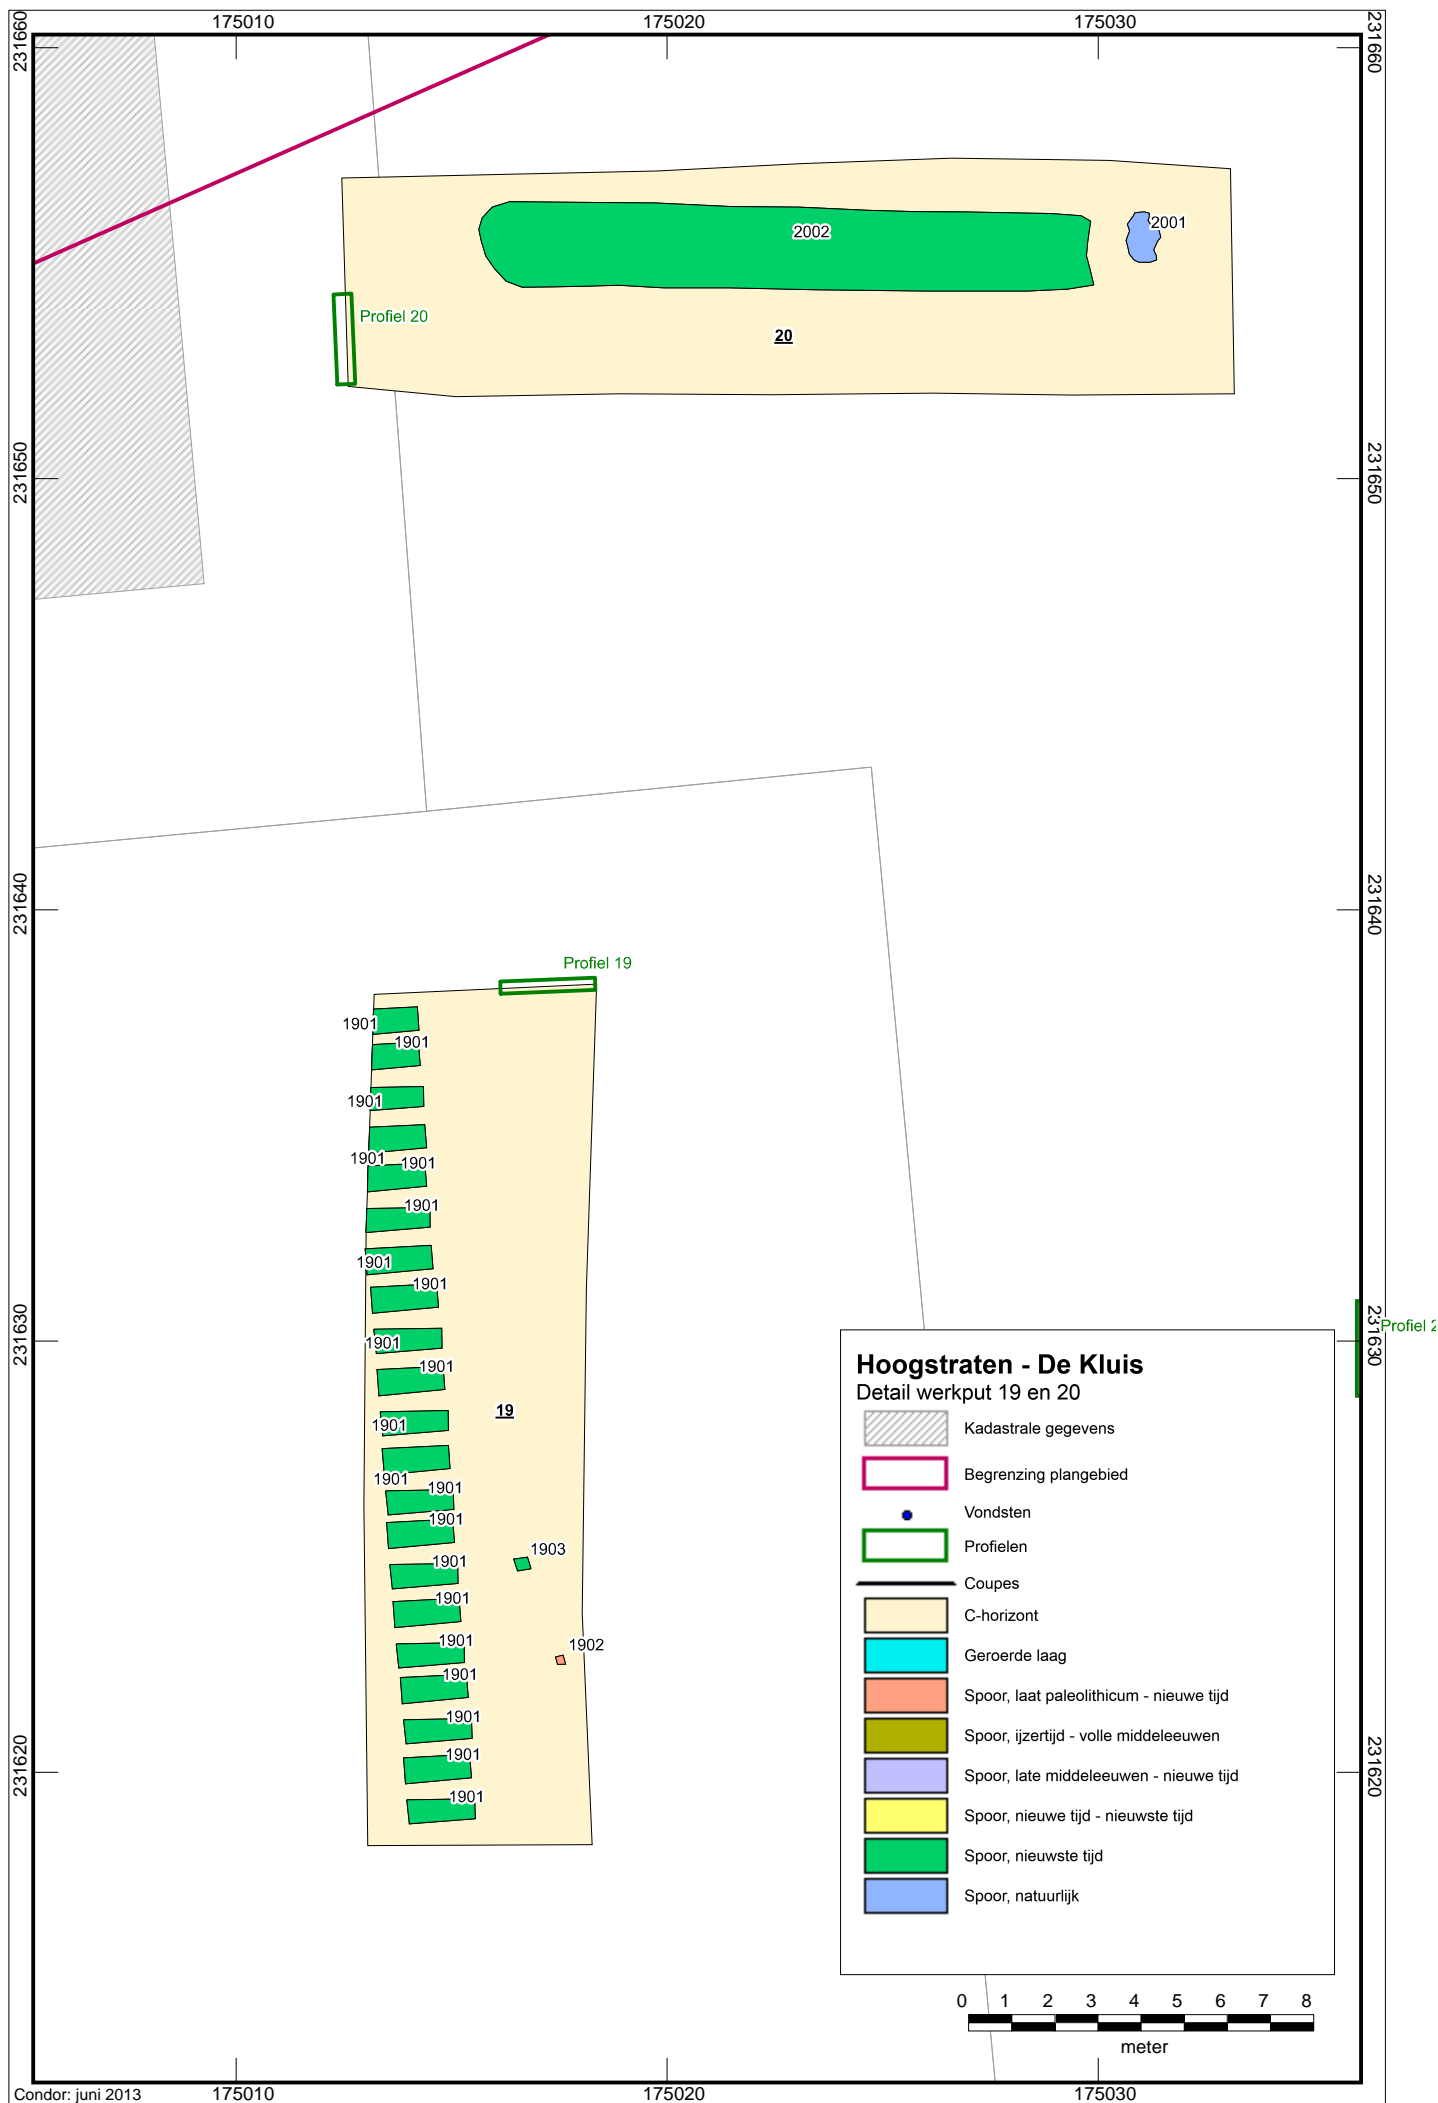 175010 175020 175030
231660 231660
2002 2001
Profiel 20
20
231650 231650
231640 231640
Profiel 19
1901
1901
1901
1901
1901
1901
1901
1901
231630 231630
Profiel 2
1901
1901
19
1901
1901
1901
1901
1901
1903
1901
1901
1902
1901
1901
1901
1901
231620 231620
Hoogstraten - De Kluis
Detail werkput 19 en 20
Kadastrale gegevens
Begrenzing plangebied
Vondsten
Profielen
Coupes
C-horizont
Geroerde laag
Spoor, laat paleolithicum - nieuwe tijd
Spoor, ijzertijd - volle middeleeuwen
Spoor, late middeleeuwen - nieuwe tijd
Spoor, nieuwe tijd - nieuwste tijd
Spoor, nieuwste tijd
Spoor, natuurlijk
0 1 2 3 4 5 6 7 8
meter
Condor: juni 2013
175010 175020 175030